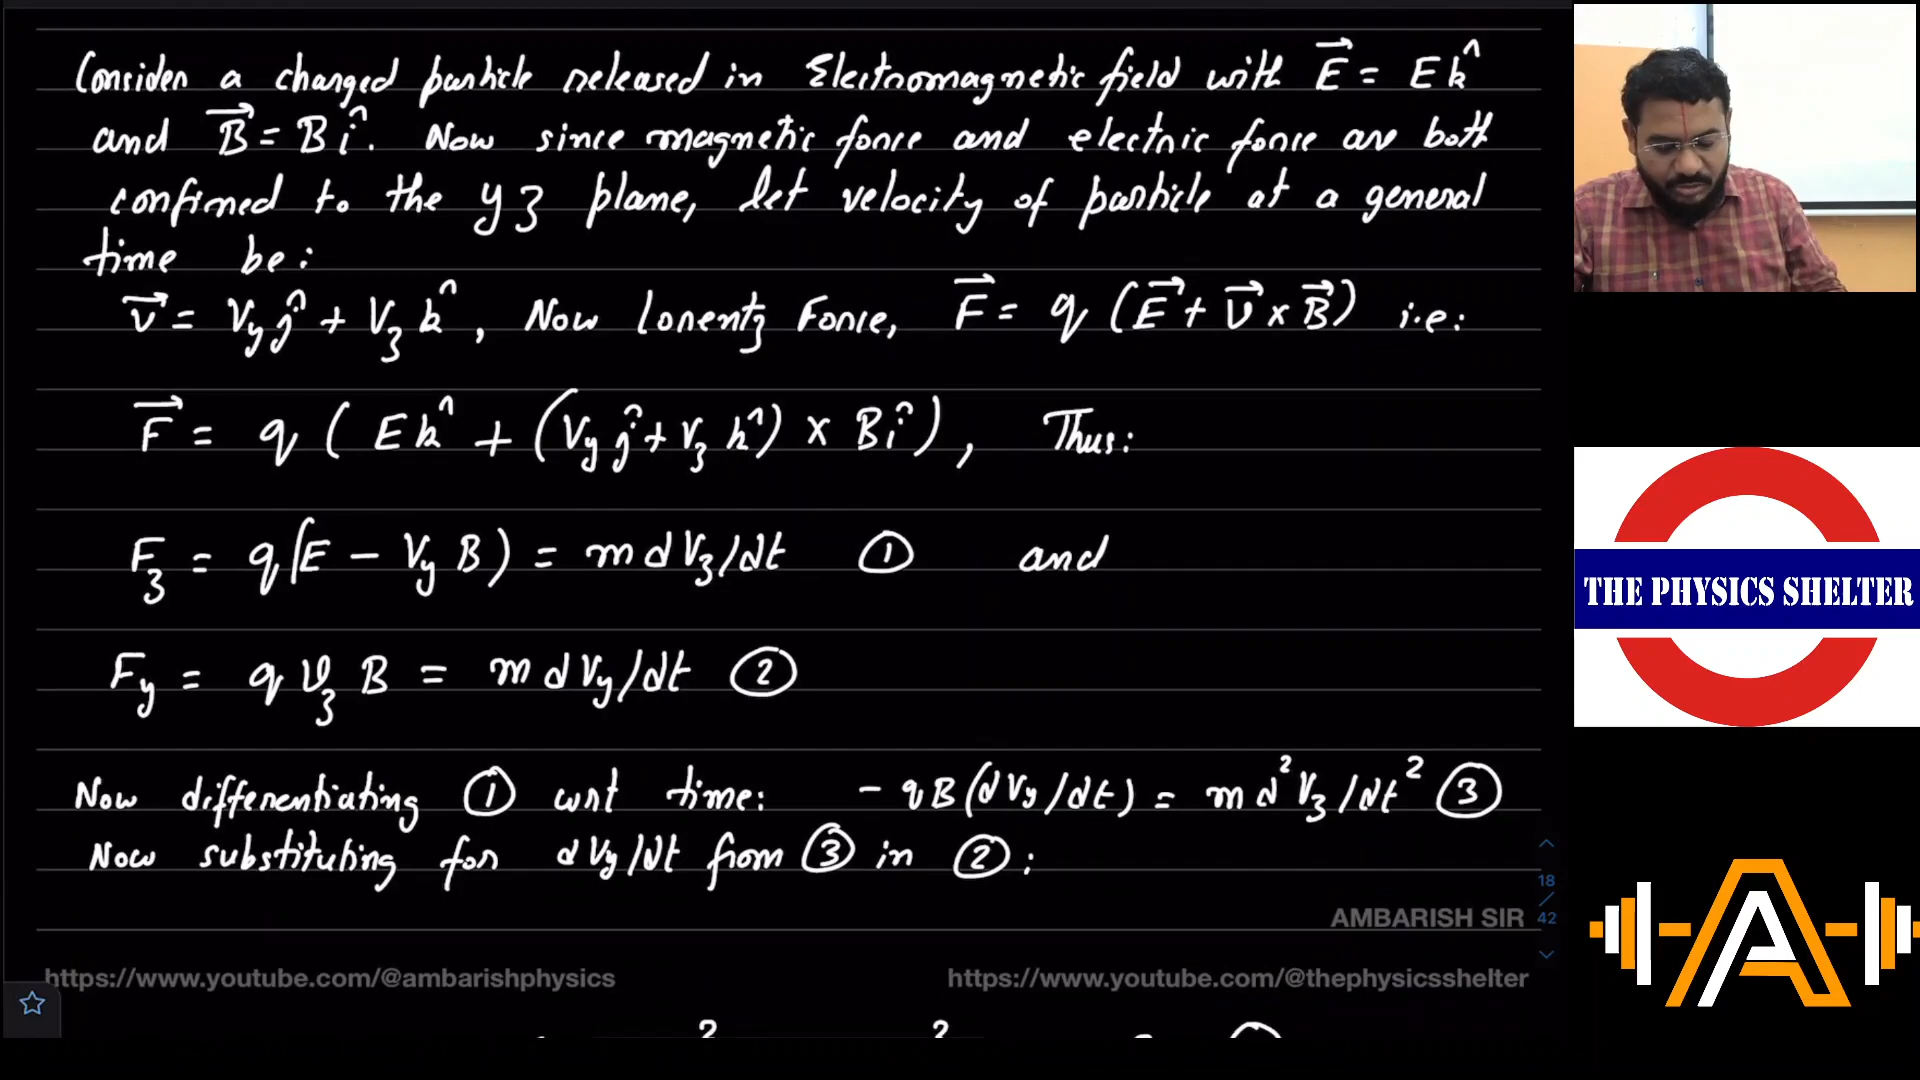 Consider a charged particle released in Electromagnetic field with E⃗ = E k̂
and B⃗ = B î. Now since magnetic force and electric force are both
confined to the yz plane, let velocity of particle at a general
time be:
v⃗ = Vy ĵ + Vz k̂, Now Lorentz Force, F⃗ = q (E⃗ + v⃗ × B⃗) i.e:
F⃗ = q ( E k̂ + (Vy ĵ + Vz k̂) × B î ), Thus:
Fz = q(E − Vy B) = m dVz/dt ① and
Fy = q vz B = m dVy/dt ②
Now differentiating ① wrt time: − qB(dVy/dt) = m d²Vz/dt² ③
Now substituting for dVy/dt from ③ in ②:
18
/
42
AMBARISH SIR
https://www.youtube.com/@ambarishphysics https://www.youtube.com/@thephysicsshelter
THE PHYSICS SHELTER